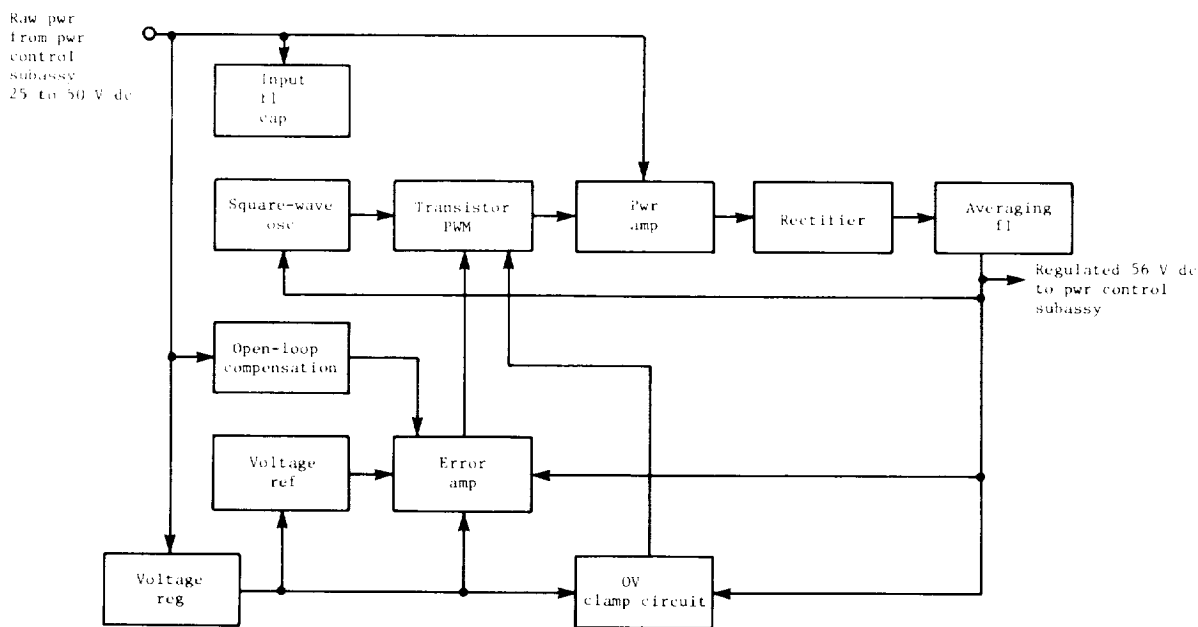 Raw pwr
from pwr
control
subassy
25 to 50 V dc
Input
fl
cap
Square-wave
osc
Transistor
PWM
Pwr
amp
Rectifier
Averaging
fl
Regulated 56 V dc
to pwr control
subassy
Open-loop
compensation
Voltage
ref
Error
amp
Voltage
reg
OV
clamp circuit